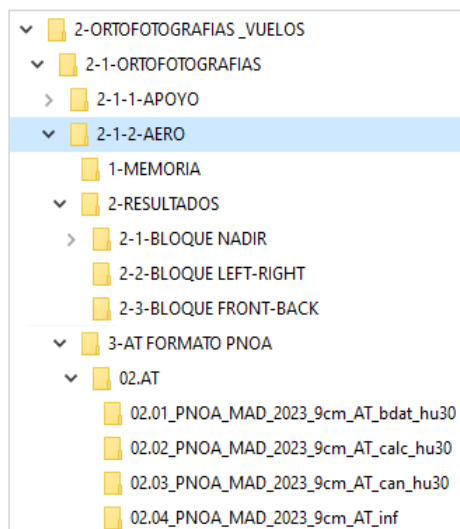 2-ORTOFOTOGRAFIAS _VUELOS
2-1-ORTOFOTOGRAFIAS
2-1-1-APOYO
2-1-2-AERO
1-MEMORIA
2-RESULTADOS
2-1-BLOQUE NADIR
2-2-BLOQUE LEFT-RIGHT
2-3-BLOQUE FRONT-BACK
3-AT FORMATO PNOA
02.AT
02.01_PNOA_MAD_2023_9cm_AT_bdat_hu30
02.02_PNOA_MAD_2023_9cm_AT_calc_hu30
02.03_PNOA_MAD_2023_9cm_AT_can_hu30
02.04_PNOA_MAD_2023_9cm_AT_inf